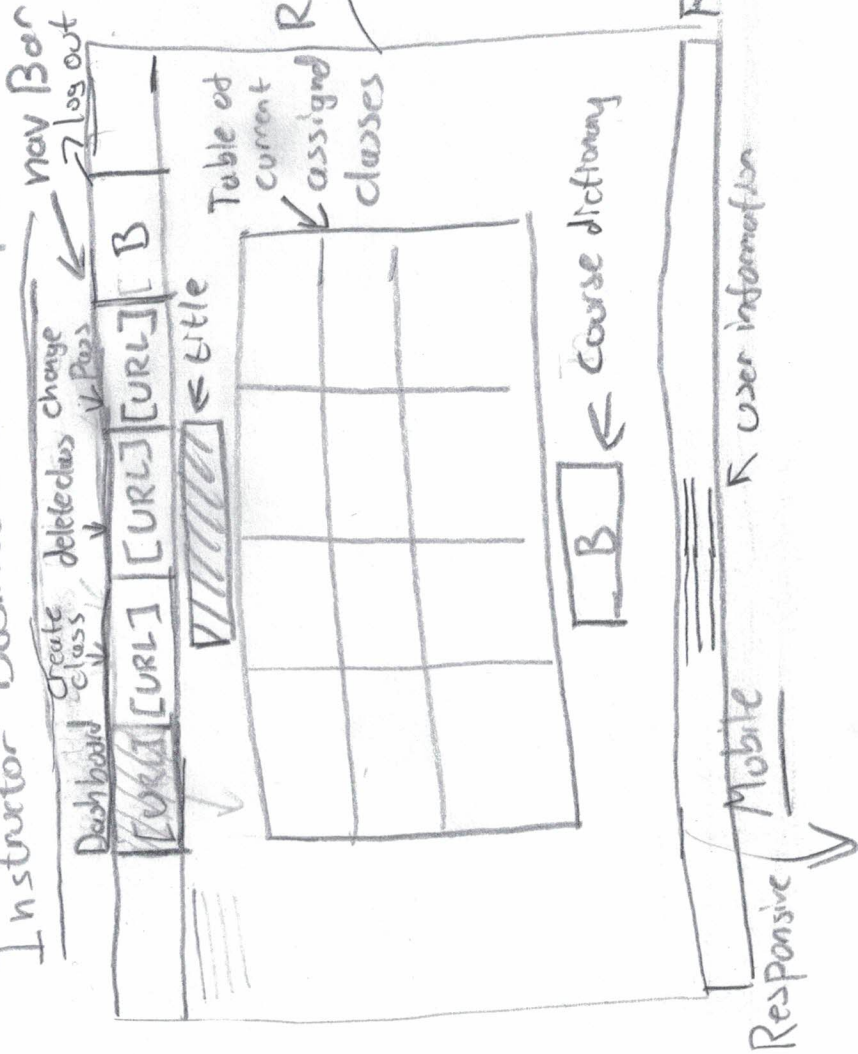 Instructor
nav Bar
log out
Dashboard
Create
class
delete class
change
Pass
[URL]
[URL]
[URL]
[URL]
B
title
Table of
current
assigned
classes
R
B
Course dictionary
user information
Responsive
Mobile